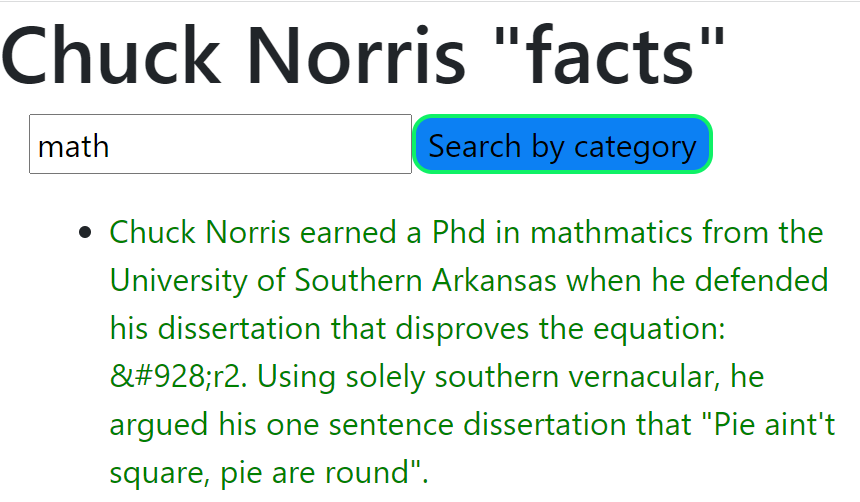 Chuck Norris "facts"
math
Search by category
Chuck Norris earned a Phd in mathmatics from the
University of Southern Arkansas when he defended
his dissertation that disproves the equation:
&#928;r2. Using solely southern vernacular, he
argued his one sentence dissertation that "Pie aint't
square, pie are round".